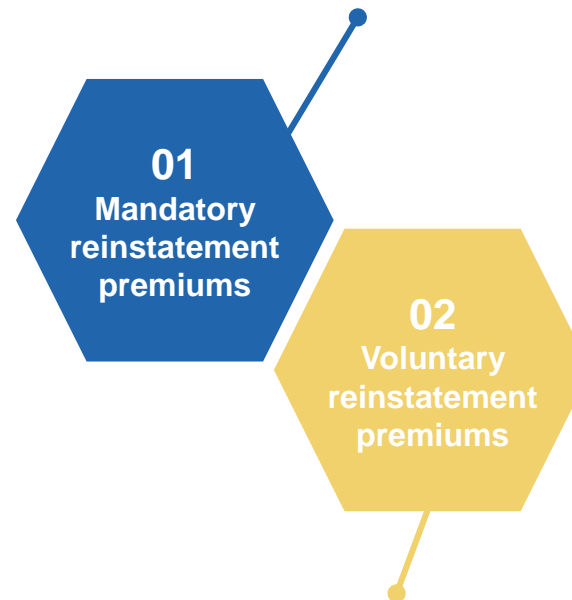 01
Mandatory
reinstatement
premiums
02
Voluntary
reinstatement
premiums